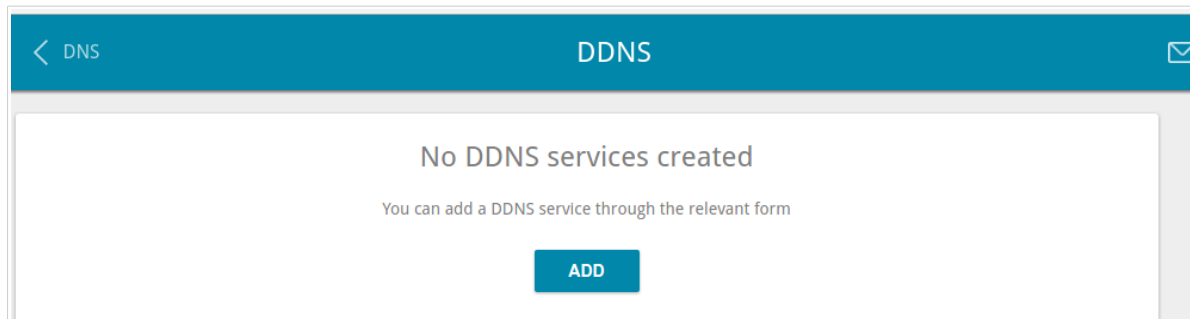 DNS
DDNS
No DDNS services created
You can add a DDNS service through the relevant form
ADD